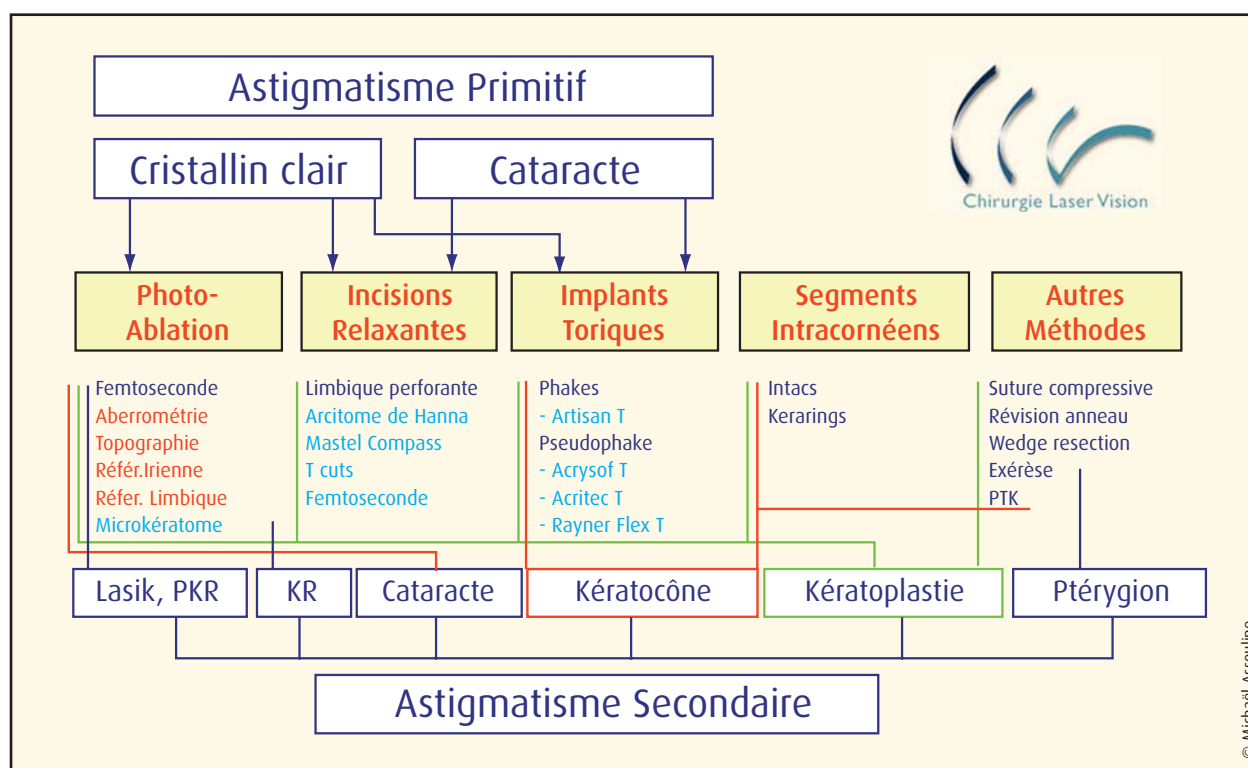 Astigmatisme Primitif
Cristallin clair
Cataracte
Chirurgie Laser Vision
Photo-
Ablation
Incisions
Relaxantes
Implants
Toriques
Segments
Intracornéens
Autres
Méthodes
Femtoseconde
Aberrométrie
Topographie
Référ.Irienne
Réfer. Limbique
Microkératome
Limbique perforante
Arcitome de Hanna
Mastel Compass
T cuts
Femtoseconde
Phakes
- Artisan T
Pseudophake
- Acrysof T
- Acritec T
- Rayner Flex T
Intacs
Kerarings
Suture compressive
Révision anneau
Wedge resection
Exérèse
PTK
Lasik, PKR
KR
Cataracte
Kératocône
Kératoplastie
Ptérygion
Astigmatisme Secondaire
© Michaël Assouline